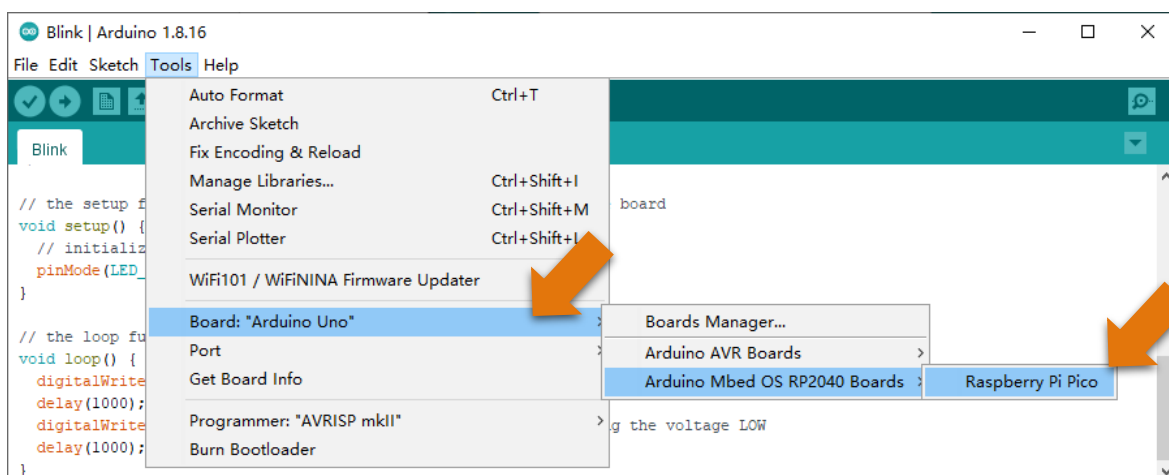 Blink | Arduino 1.8.16
File Edit Sketch Tools Help
Blink
Auto Format Ctrl+T
Archive Sketch
Fix Encoding & Reload
Manage Libraries... Ctrl+Shift+I
Serial Monitor Ctrl+Shift+M
Serial Plotter Ctrl+Shift+L
WiFi101 / WiFiNINA Firmware Updater
Board: "Arduino Uno"
Port
Get Board Info
Programmer: "AVRISP mkII"
Burn Bootloader
Boards Manager...
Arduino AVR Boards
Arduino Mbed OS RP2040 Boards
Raspberry Pi Pico
// the setup f board
void setup() {
// initializ
pinMode(LED_
}
// the loop fu
void loop() {
digitalWrite
delay(1000);
digitalWrite g the voltage LOW
delay(1000);
}